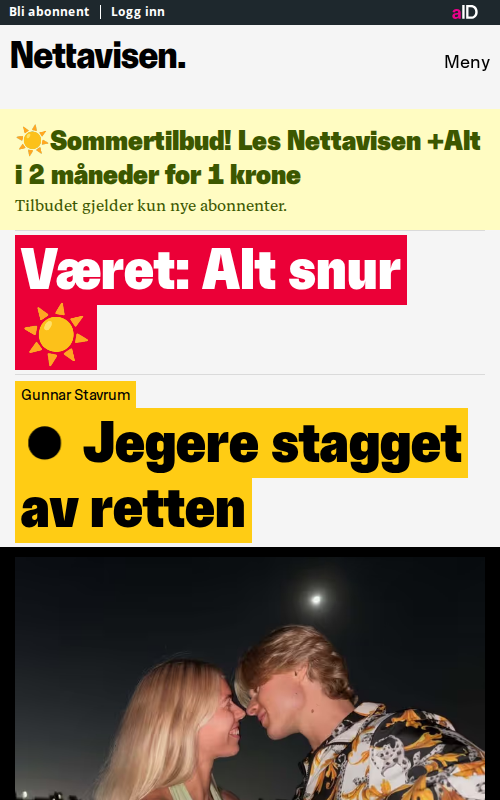 Bli abonnent | Logg inn
aID
Nettavisen.
Meny
☀️Sommertilbud! Les Nettavisen +Alt
i 2 måneder for 1 krone
Tilbudet gjelder kun nye abonnenter.
Været: Alt snur
☀️
Gunnar Stavrum
● Jegere stagget
av retten